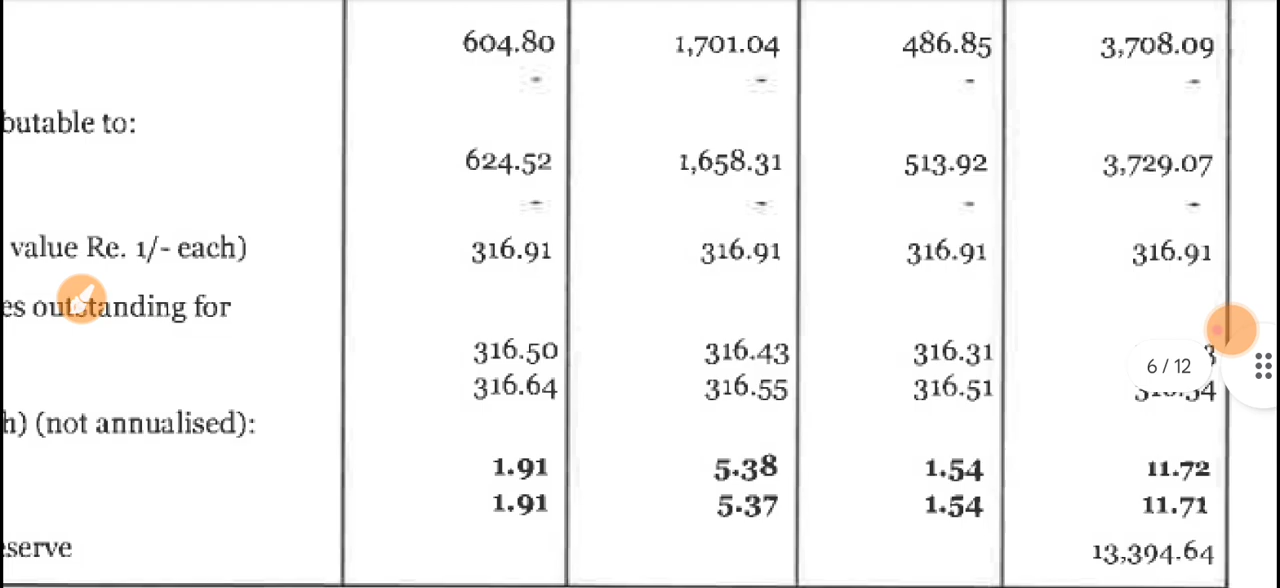 604.80 1,701.04 486.85 3,708.09
- - - -
butable to:
624.52 1,658.31 513.92 3,729.07
- - - -
value Re. 1/- each) 316.91 316.91 316.91 316.91
es outstanding for
316.50 316.43 316.31
6 / 12
316.64 316.55 316.51
h) (not annualised):
1.91 5.38 1.54 11.72
1.91 5.37 1.54 11.71
serve 13,394.64